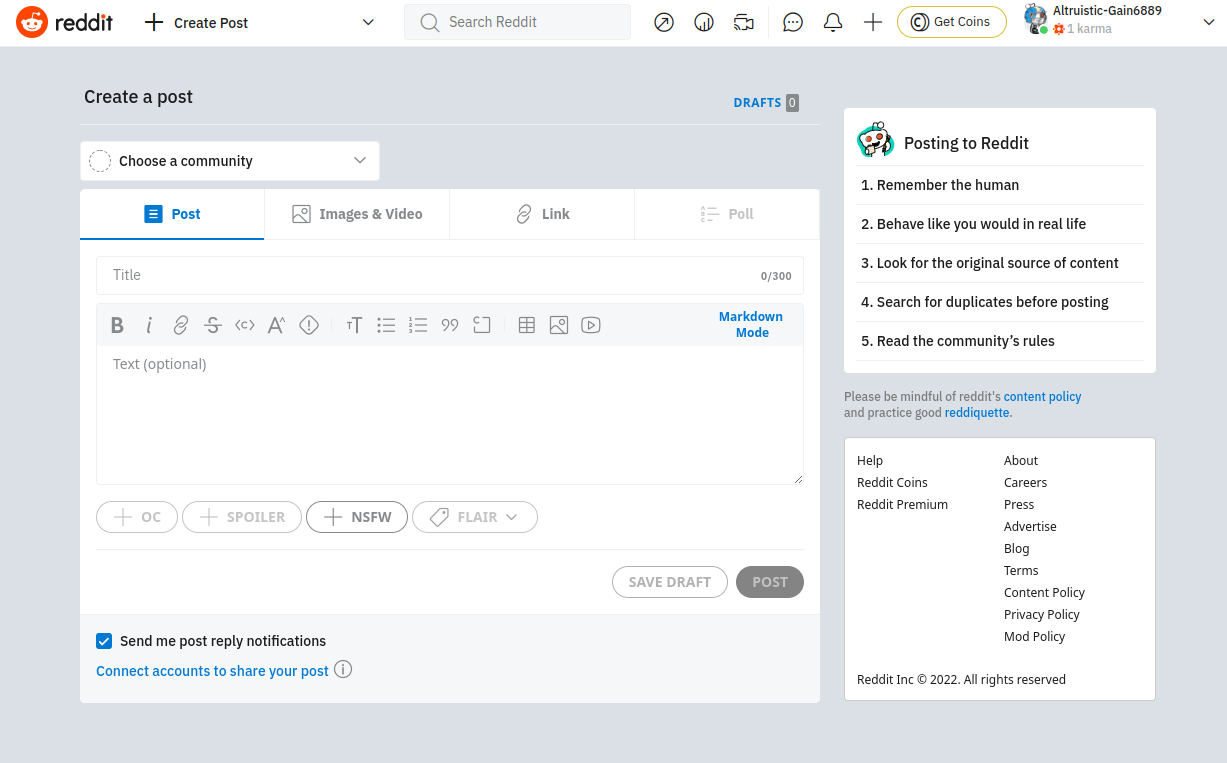 reddit
Create Post
Search Reddit
Get Coins
Altruistic-Gain6889
1 karma
Create a post
DRAFTS 0
Choose a community
Post
Images & Video
Link
Poll
Title
0/300
Markdown
Mode
Text (optional)
OC
SPOILER
NSFW
FLAIR
SAVE DRAFT
POST
Send me post reply notifications
Connect accounts to share your post
Posting to Reddit
1. Remember the human
2. Behave like you would in real life
3. Look for the original source of content
4. Search for duplicates before posting
5. Read the community’s rules
Please be mindful of reddit's content policy
and practice good reddiquette.
Help
Reddit Coins
Reddit Premium
About
Careers
Press
Advertise
Blog
Terms
Content Policy
Privacy Policy
Mod Policy
Reddit Inc © 2022. All rights reserved